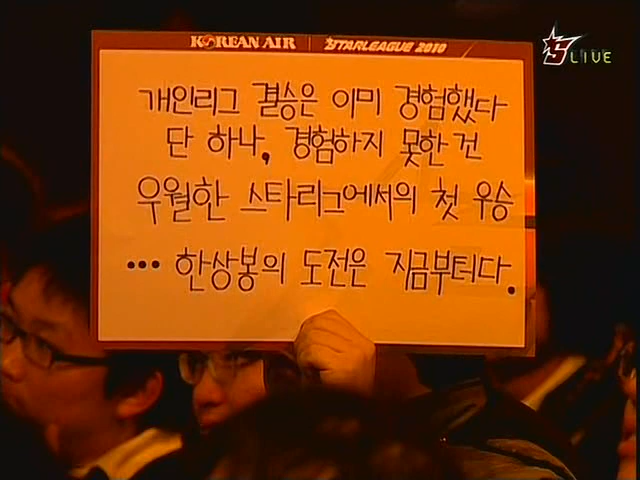 KOREAN AIR STARLEAGUE 2010
LIVE
개인리그 결승은 이미 경험했다
단 하나, 경험하지 못한 건
우월한 스타리그에서의 첫 우승
••• 한상봉의 도전은 지금부터다.